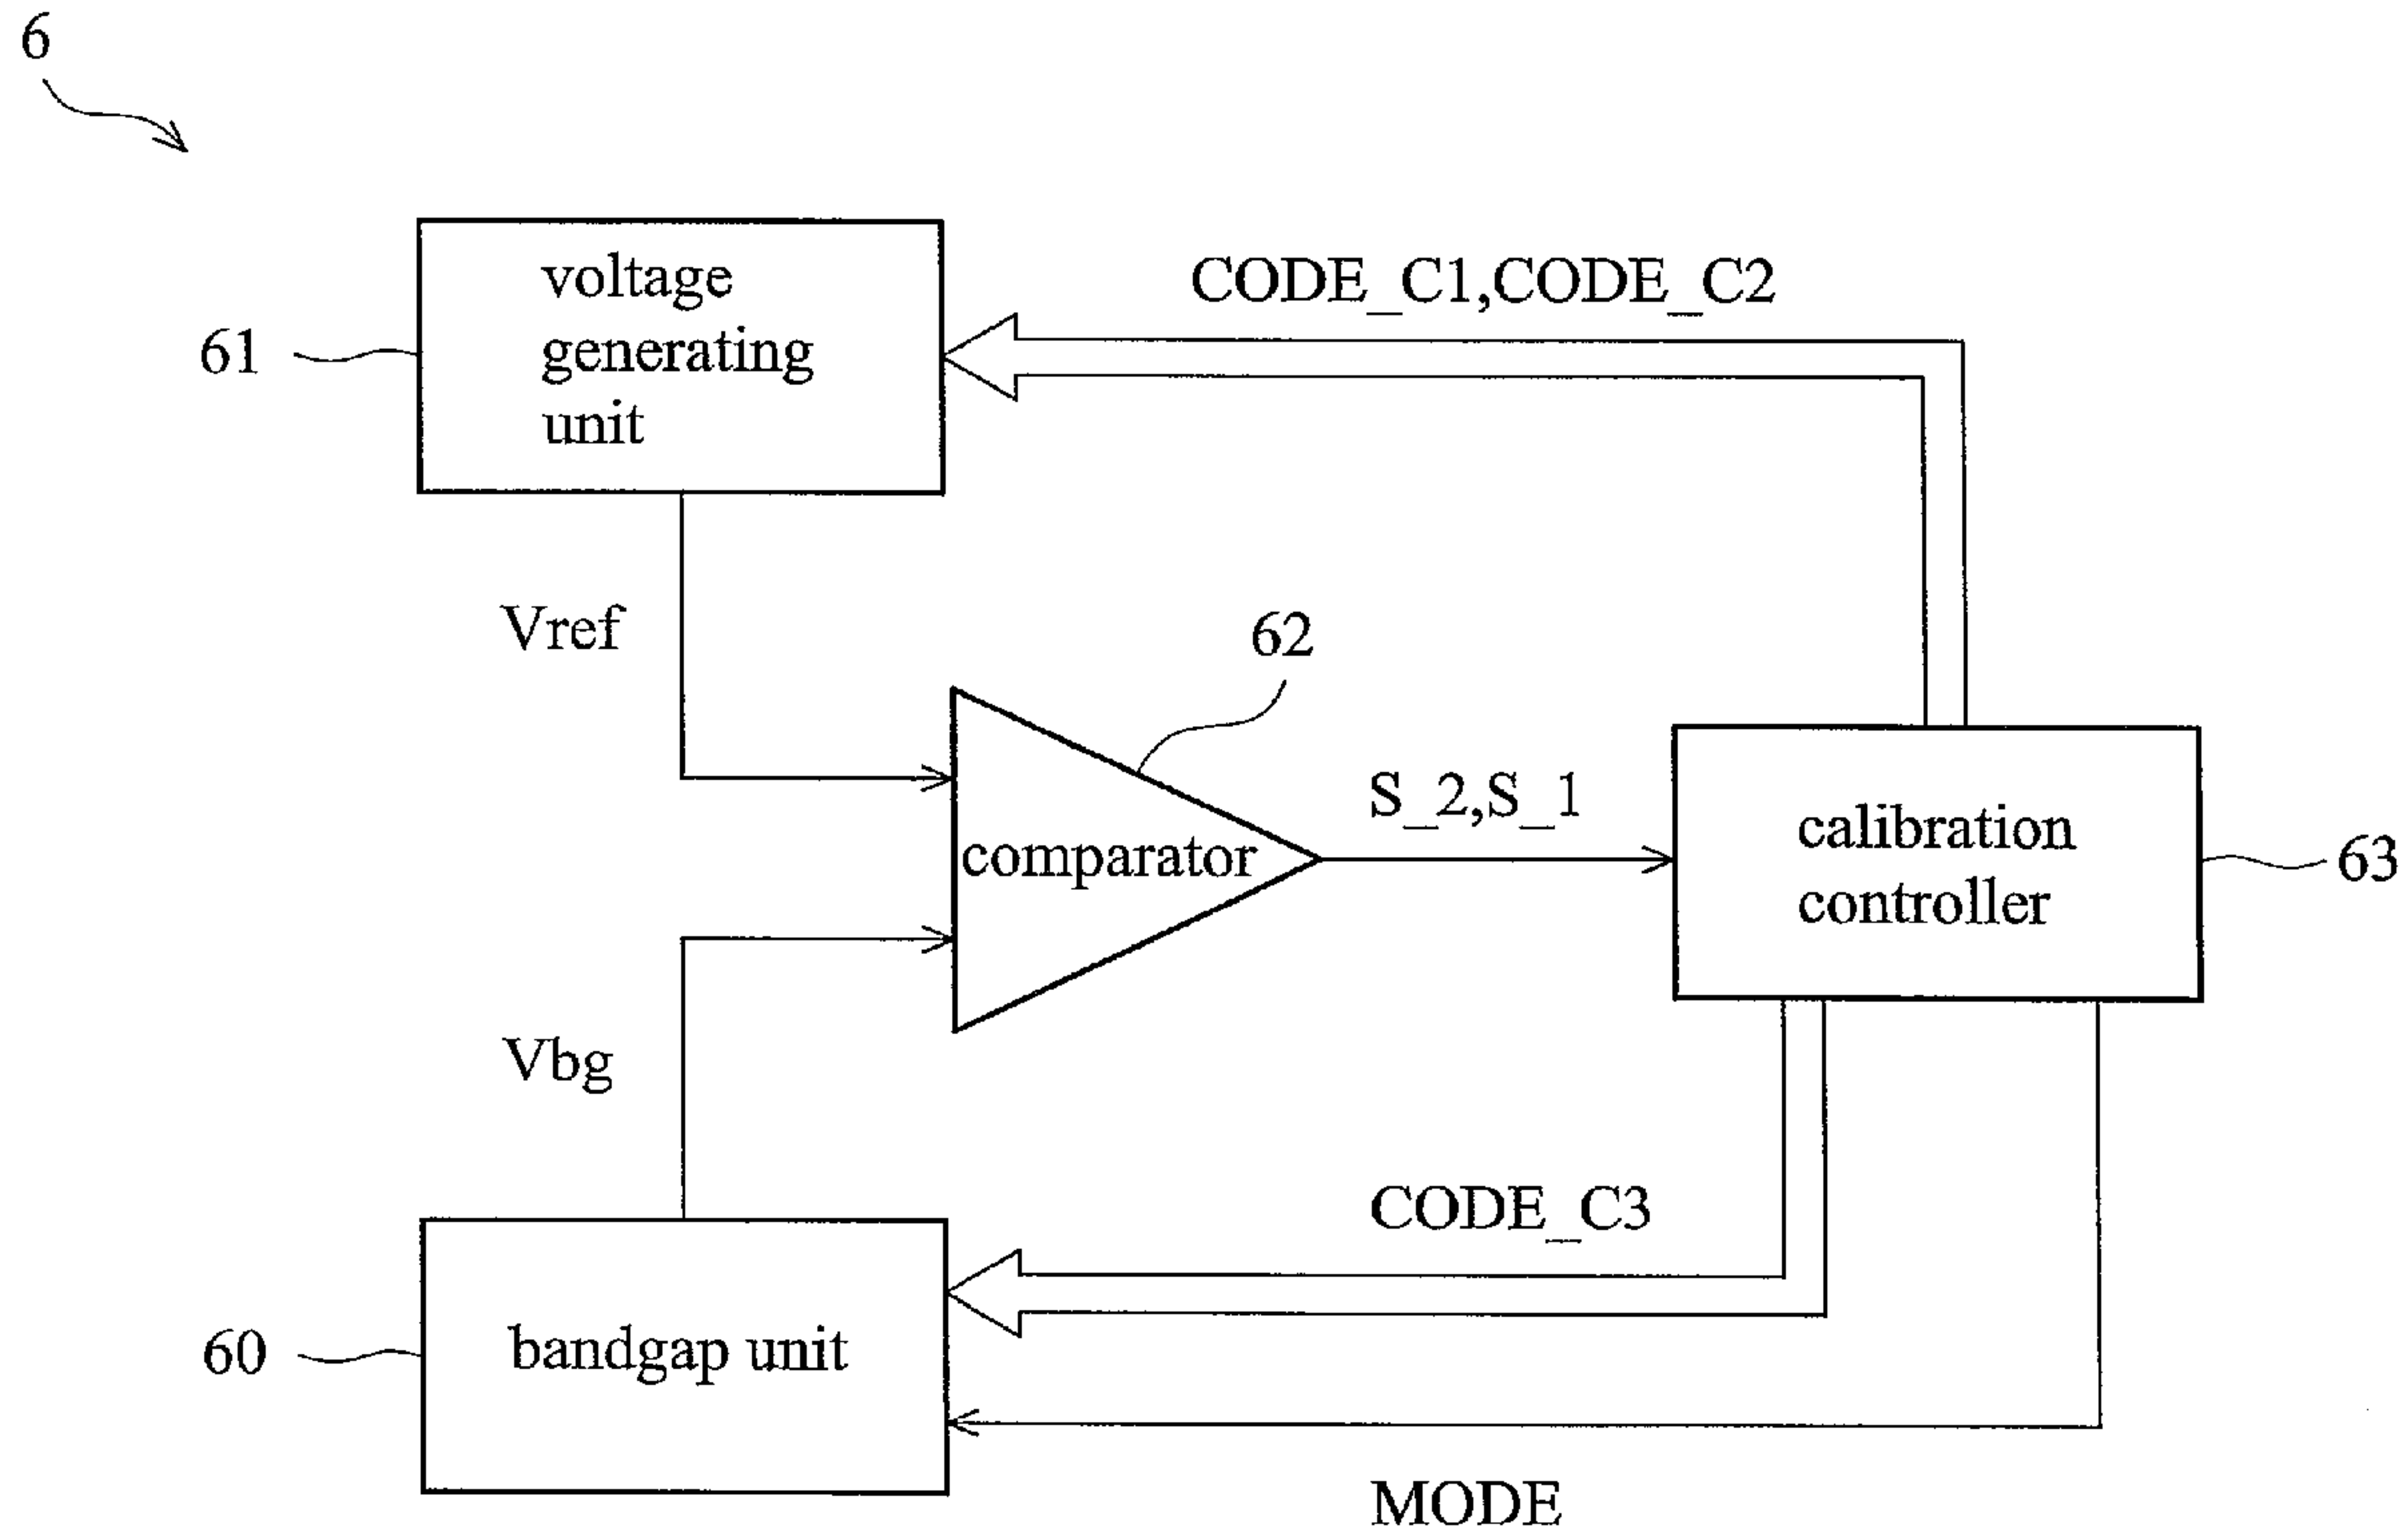 6
voltage
generating
unit
61
CODE_C1,CODE_C2
Vref
62
comparator
S_2,S_1
calibration
controller
63
Vbg
CODE_C3
bandgap unit
60
MODE